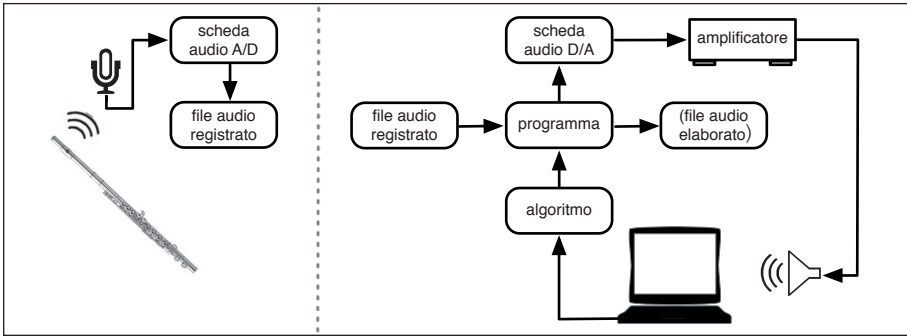 scheda
audio A/D
file audio
registrato
scheda
audio D/A
amplificatore
file audio
registrato
programma
(file audio
elaborato)
algoritmo